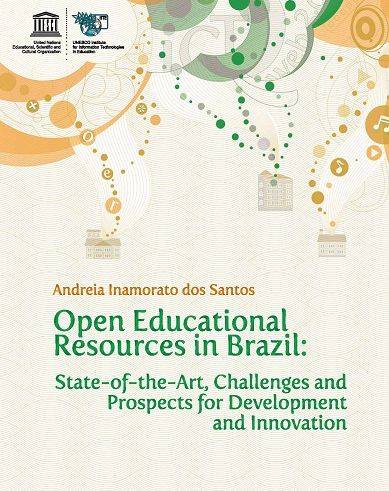 United Nations
Educational, Scientific and
Cultural Organization
UNESCO Institute
for Information Technologies
in Education
ICT
o
e
r
Andreia Inamorato dos Santos
Open Educational
Resources in Brazil:
State-of-the-Art, Challenges and
Prospects for Development
and Innovation